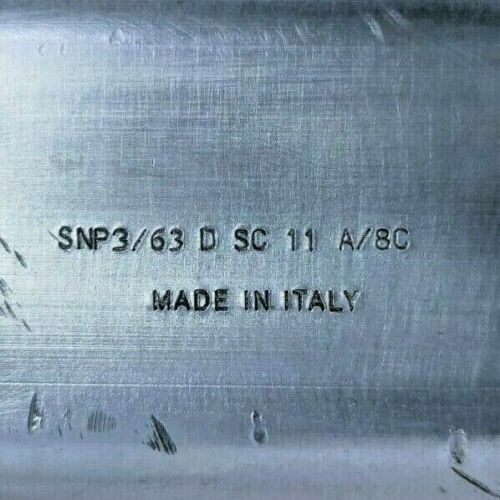 SNP3/63 D SC 11 A/8C
MADE IN ITALY